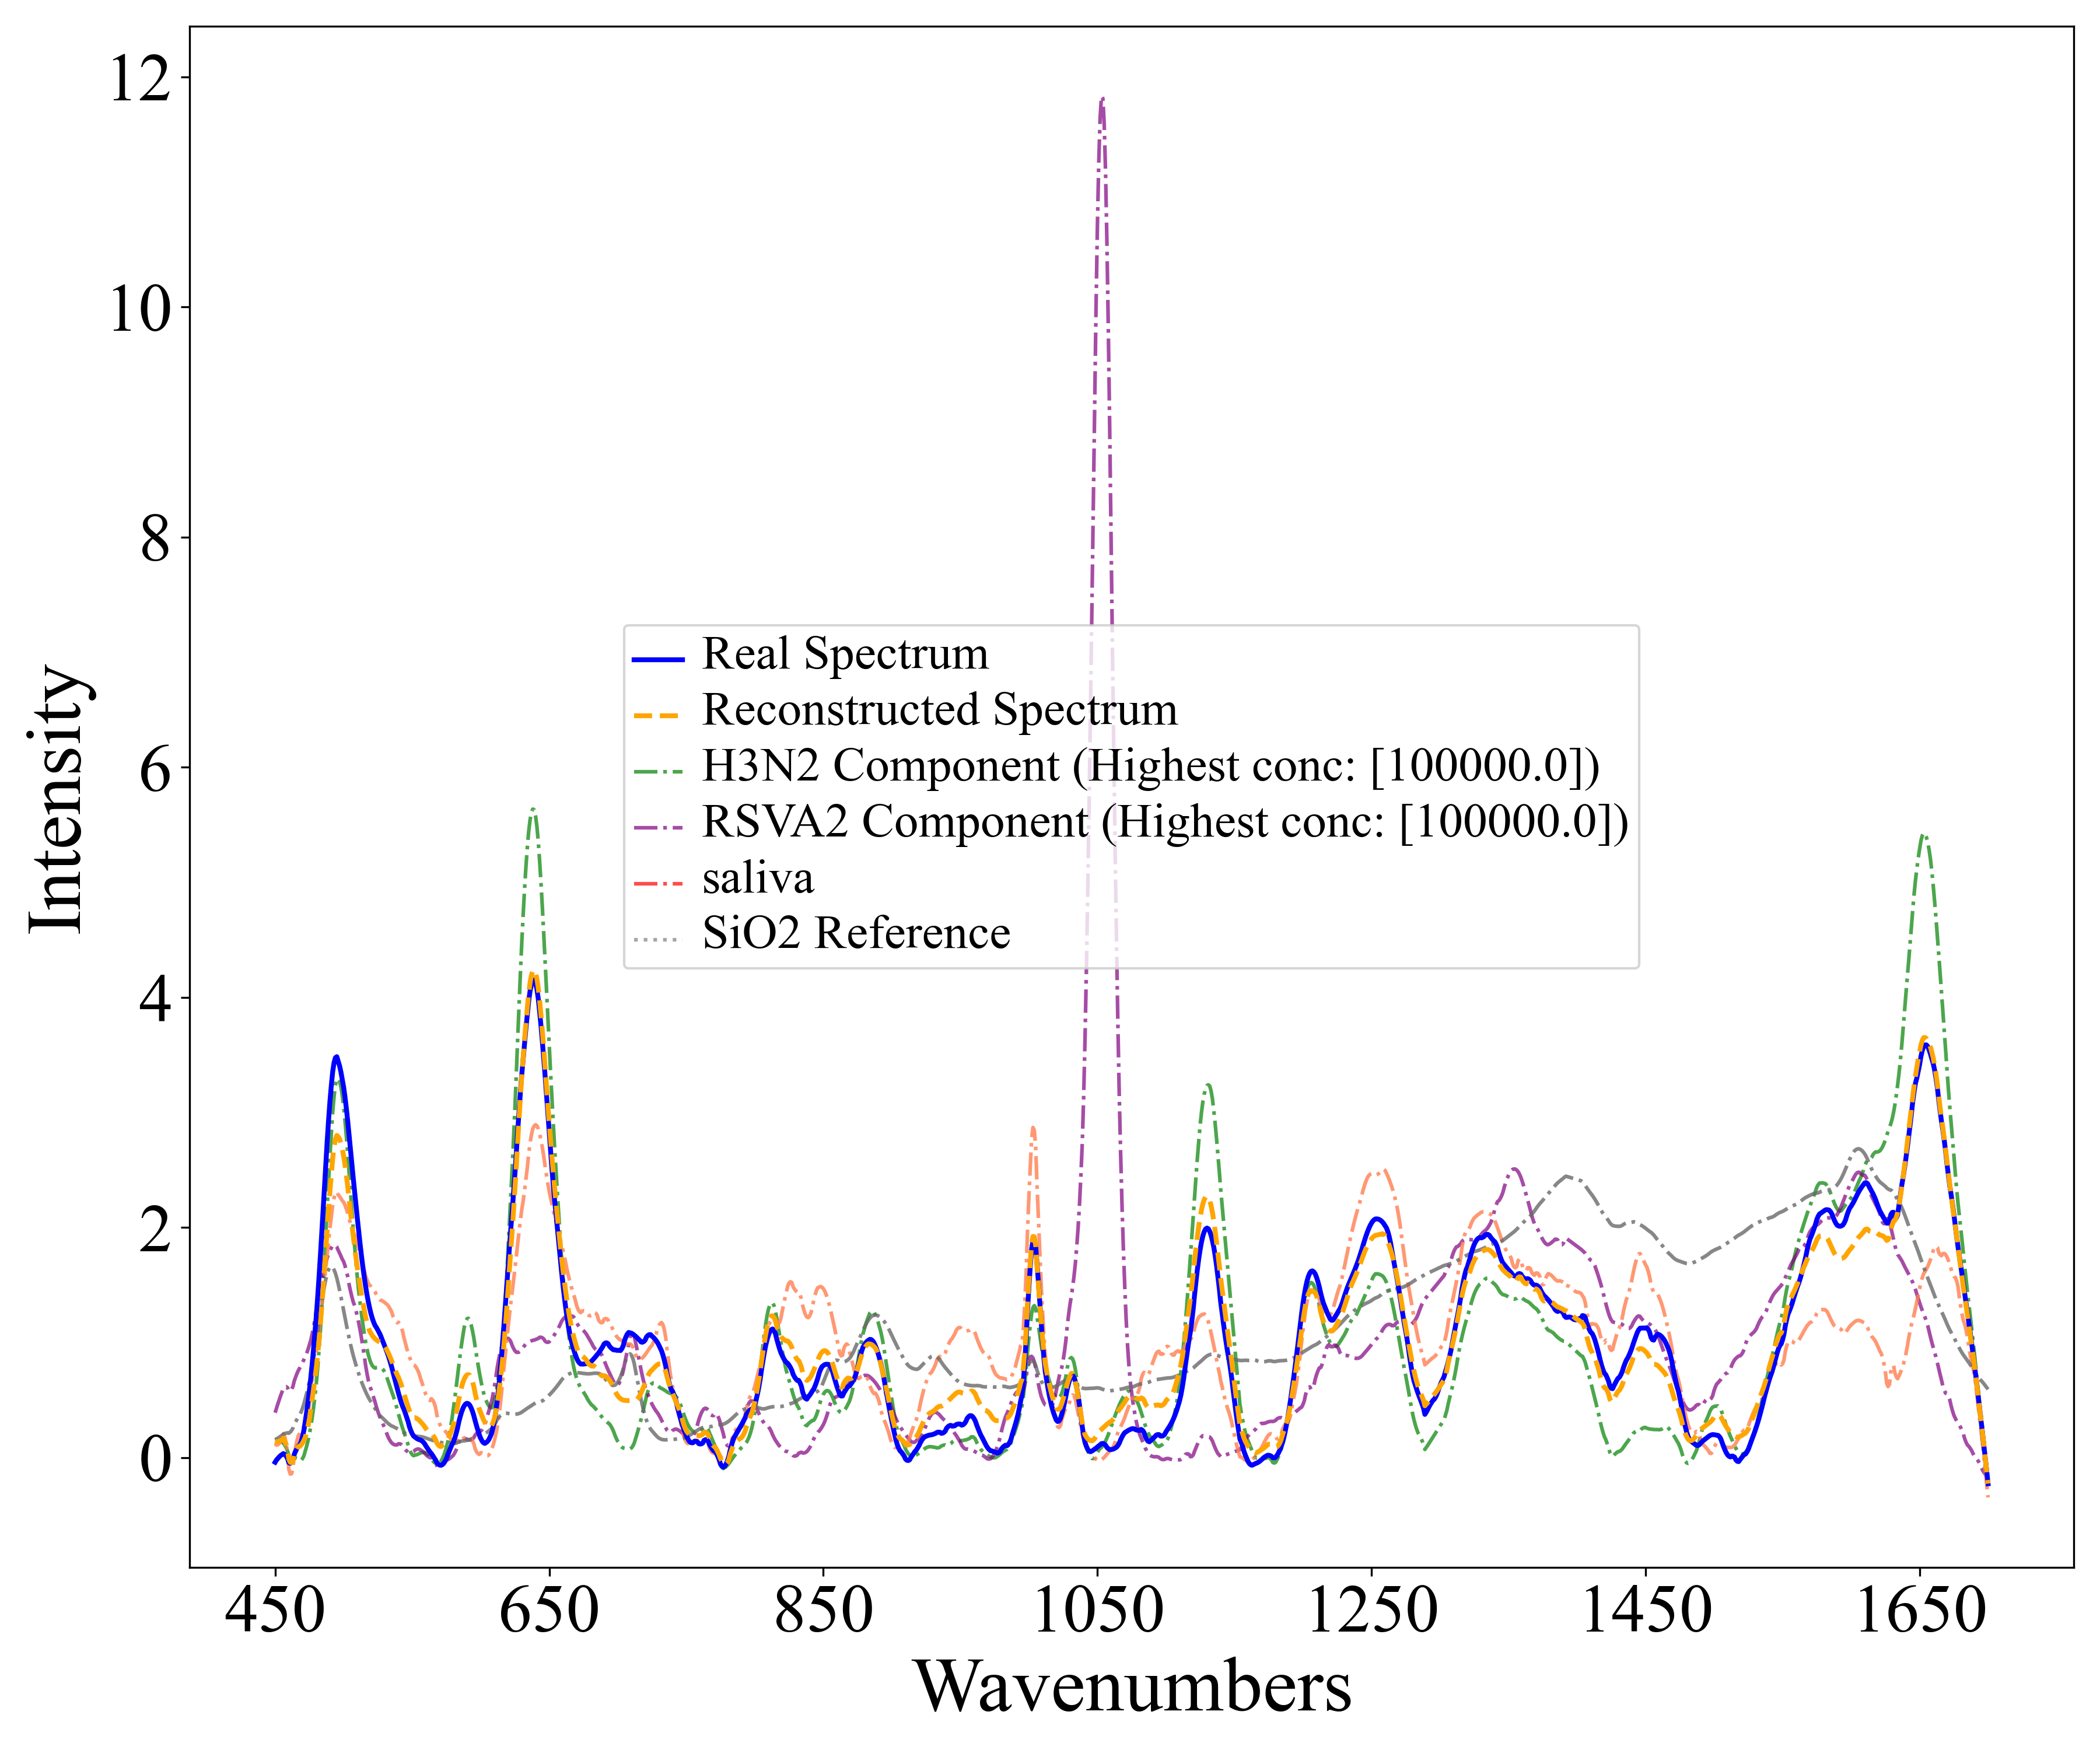 12
10
8
6
4
2
0
Intensity
Real Spectrum
Reconstructed Spectrum
H3N2 Component (Highest conc: [100000.0])
RSVA2 Component (Highest conc: [100000.0])
saliva
SiO2 Reference
450 650 850 1050 1250 1450 1650
Wavenumbers